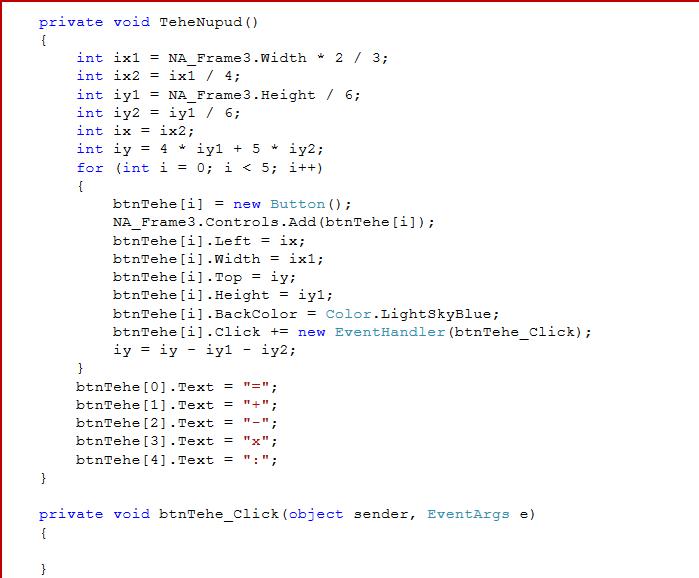 private void TeheNupud()
{
    int ix1 = NA_Frame3.Width * 2 / 3;
    int ix2 = ix1 / 4;
    int iy1 = NA_Frame3.Height / 6;
    int iy2 = iy1 / 6;
    int ix = ix2;
    int iy = 4 * iy1 + 5 * iy2;
    for (int i = 0; i < 5; i++)
    {
        btnTehe[i] = new Button();
        NA_Frame3.Controls.Add(btnTehe[i]);
        btnTehe[i].Left = ix;
        btnTehe[i].Width = ix1;
        btnTehe[i].Top = iy;
        btnTehe[i].Height = iy1;
        btnTehe[i].BackColor = Color.LightSkyBlue;
        btnTehe[i].Click += new EventHandler(btnTehe_Click);
        iy = iy - iy1 - iy2;
    }
    btnTehe[0].Text = "=";
    btnTehe[1].Text = "+";
    btnTehe[2].Text = "-";
    btnTehe[3].Text = "x";
    btnTehe[4].Text = ":";
}

private void btnTehe_Click(object sender, EventArgs e)
{

}